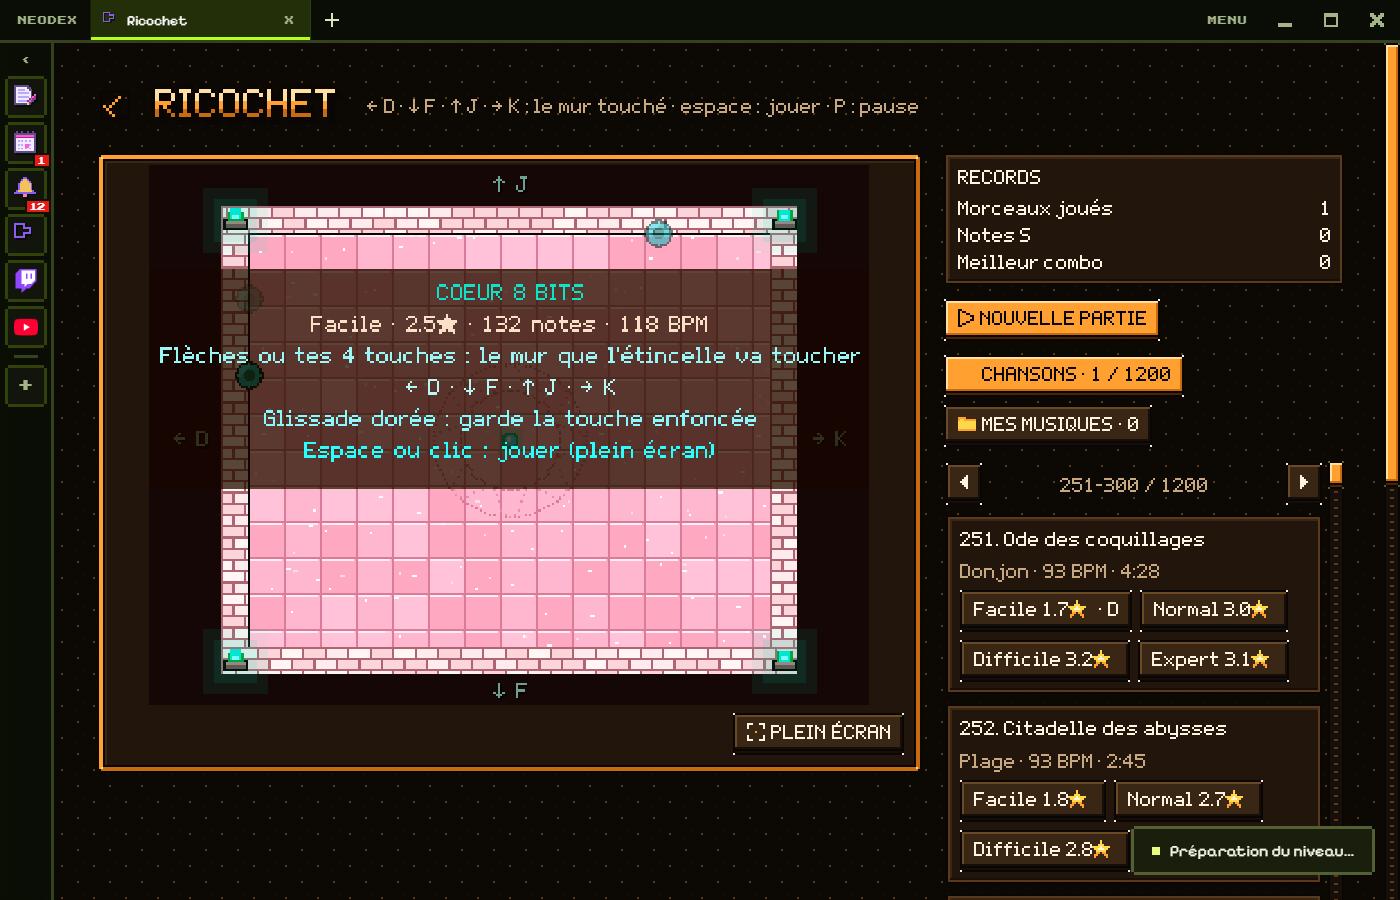 NEODEX
Ricochet
MENU
1
12
RICOCHET
←D · ↓F · ↑J · →K : le mur touché · espace : jouer · P : pause
↑ J
← D
→ K
↓ F
COEUR 8 BITS
Facile · 2.5★ · 132 notes · 118 BPM
Flèches ou tes 4 touches : le mur que l'étincelle va toucher
← D · ↓ F · ↑ J · → K
Glissade dorée : garde la touche enfoncée
Espace ou clic : jouer (plein écran)
PLEIN ÉCRAN
RECORDS
Morceaux joués 1
Notes S 0
Meilleur combo 0
NOUVELLE PARTIE
CHANSONS · 1 / 1200
MES MUSIQUES · 0
251-300 / 1200
251. Ode des coquillages
Donjon · 93 BPM · 4:28
Facile 1.7★ · D
Normal 3.0★
Difficile 3.2★
Expert 3.1★
252. Citadelle des abysses
Plage · 93 BPM · 2:45
Facile 1.8★
Normal 2.7★
Difficile 2.8★
Préparation du niveau...